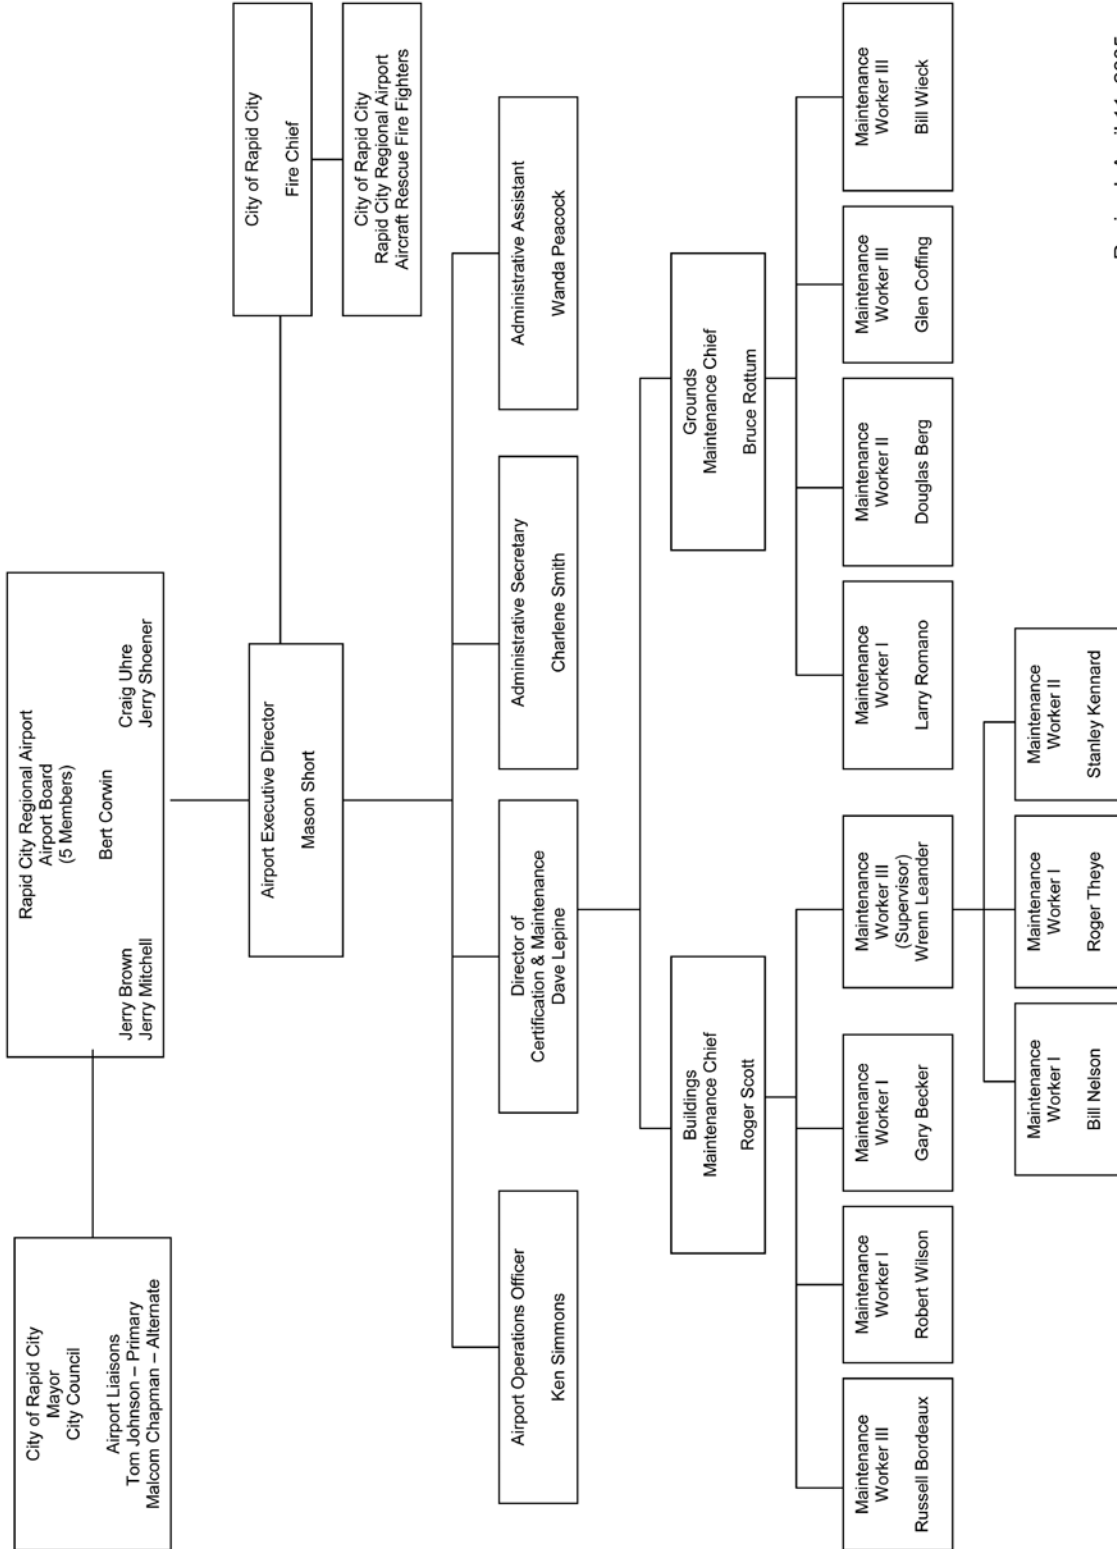 City of Rapid City
Mayor
City Council
Airport Liaisons
Tom Johnson – Primary
Malcom Chapman – Alternate
Rapid City Regional Airport
Airport Board
(5 Members)
Bert Corwin
Jerry Brown
Jerry Mitchell
Craig Uhre
Jerry Shoener
Airport Executive Director
Mason Short
City of Rapid City
Fire Chief
City of Rapid City
Rapid City Regional Airport
Aircraft Rescue Fire Fighters
Airport Operations Officer
Ken Simmons
Director of
Certification & Maintenance
Dave Lepine
Administrative Secretary
Charlene Smith
Administrative Assistant
Wanda Peacock
Buildings
Maintenance Chief
Roger Scott
Grounds
Maintenance Chief
Bruce Rottum
Maintenance
Worker III
Russell Bordeaux
Maintenance
Worker I
Robert Wilson
Maintenance
Worker I
Gary Becker
Maintenance
Worker III
(Supervisor)
Wrenn Leander
Maintenance
Worker I
Larry Romano
Maintenance
Worker II
Douglas Berg
Maintenance
Worker III
Glen Coffing
Maintenance
Worker III
Bill Wieck
Maintenance
Worker I
Bill Nelson
Maintenance
Worker I
Roger Theye
Maintenance
Worker II
Stanley Kennard